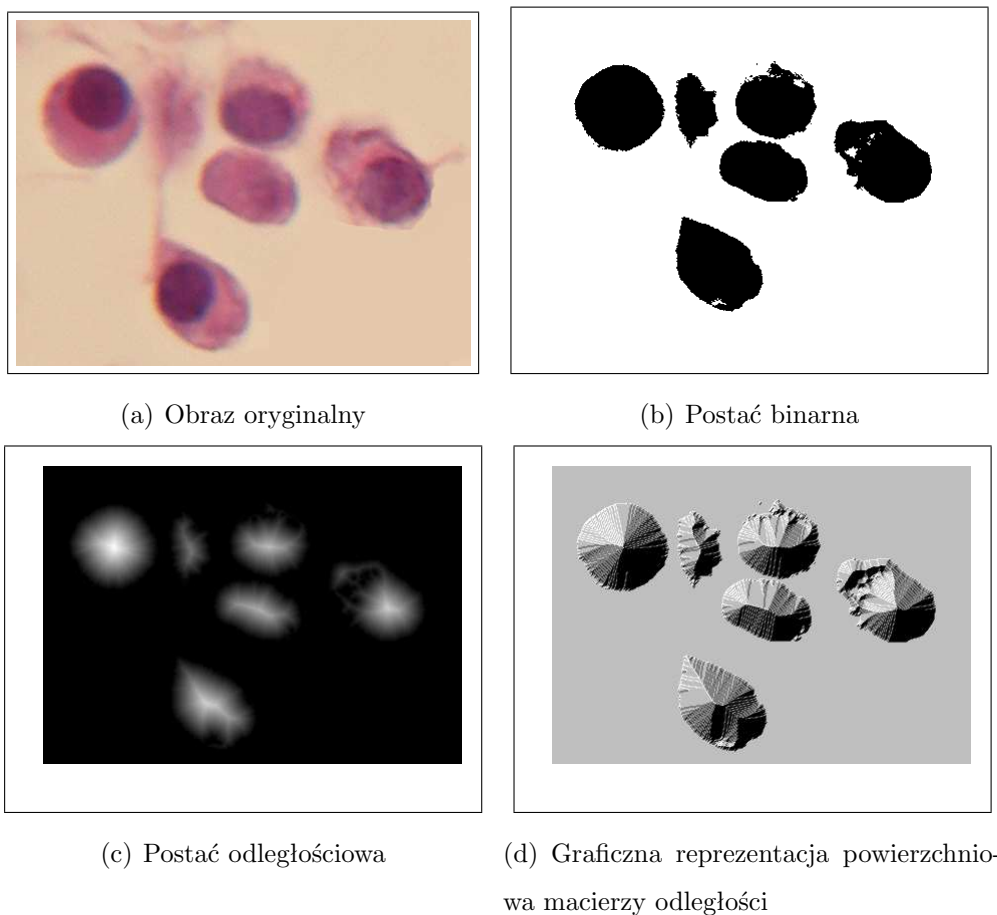 (a) Obraz oryginalny
(b) Postać binarna
(c) Postać odległościowa
(d) Graficzna reprezentacja powierzchnio-
wa macierzy odległości